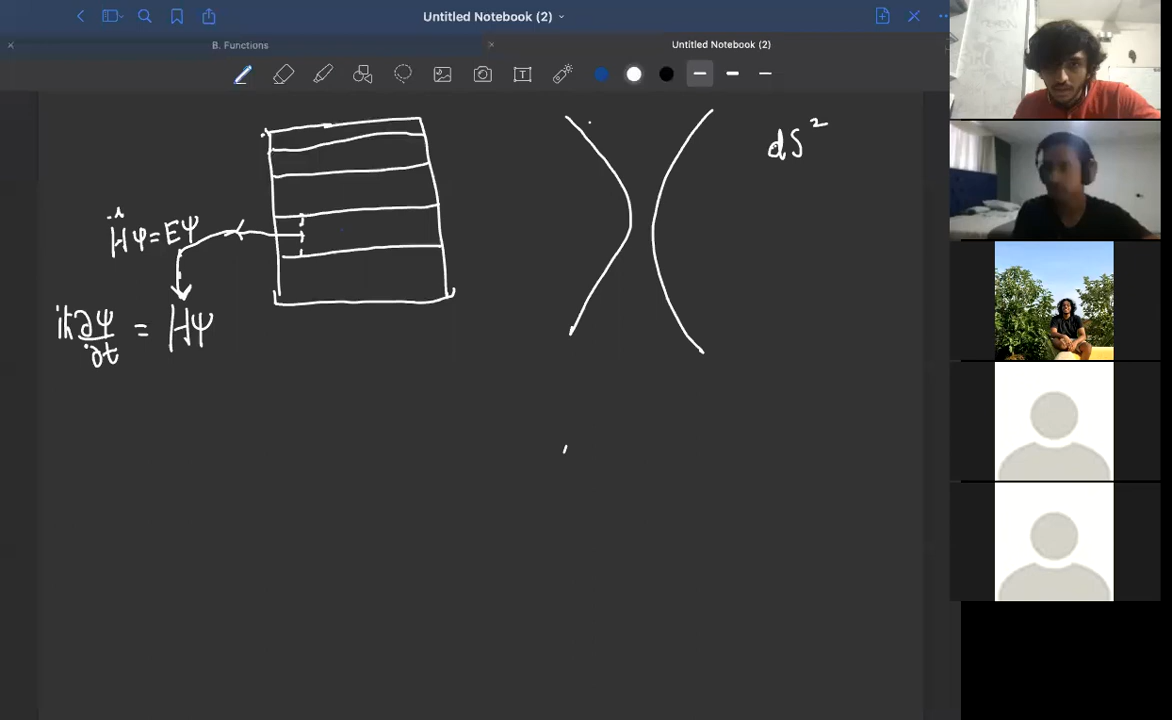 Untitled Notebook (2)
B. Functions
Untitled Notebook (2)
dS²
Ĥψ=Eψ
iħ∂ψ/∂t = Hψ